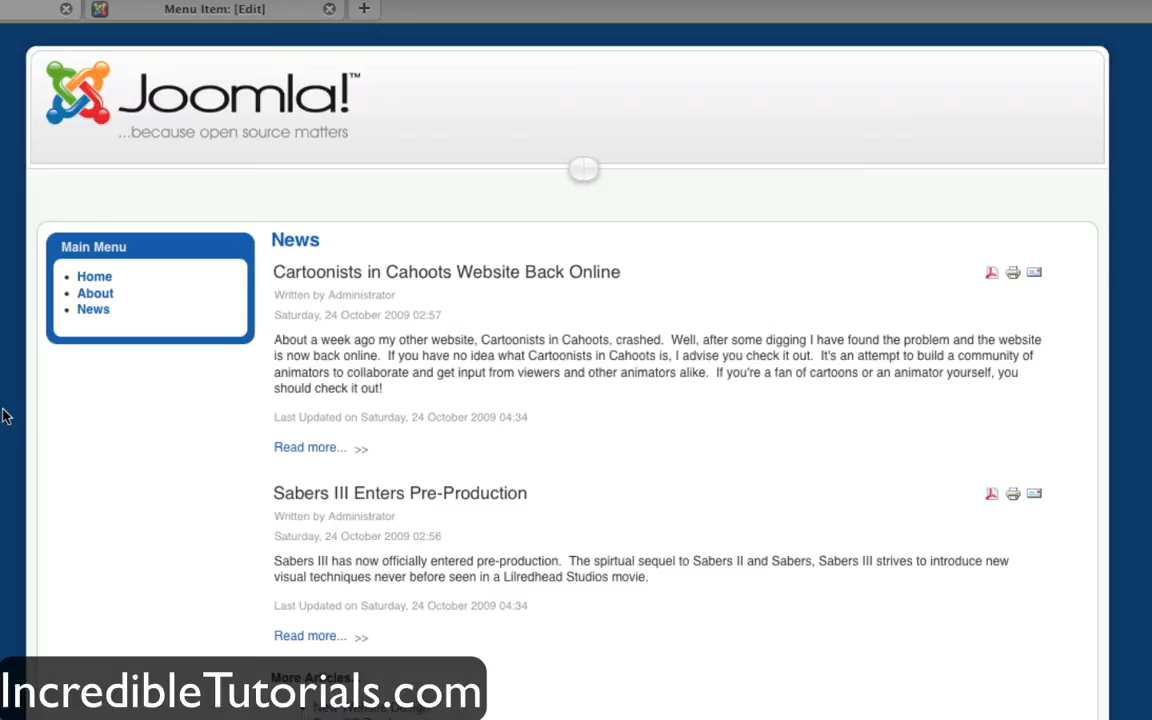 Menu Item: [Edit]
Joomla!™
...because open source matters
Main Menu
Home
About
News
News
Cartoonists in Cahoots Website Back Online
Written by Administrator
Saturday, 24 October 2009 02:57
About a week ago my other website, Cartoonists in Cahoots, crashed. Well, after some digging I have found the problem and the website
is now back online. If you have no idea what Cartoonists in Cahoots is, I advise you check it out. It's an attempt to build a community of
animators to collaborate and get input from viewers and other animators alike. If you're a fan of cartoons or an animator yourself, you
should check it out!
Last Updated on Saturday, 24 October 2009 04:34
Read more... >>
Sabers III Enters Pre-Production
Written by Administrator
Saturday, 24 October 2009 02:56
Sabers III has now officially entered pre-production. The spirtual sequel to Sabers II and Sabers, Sabers III strives to introduce new
visual techniques never before seen in a Lilredhead Studios movie.
Last Updated on Saturday, 24 October 2009 04:34
Read more... >>
More Articles...
IncredibleTutorials.com
New Website Design